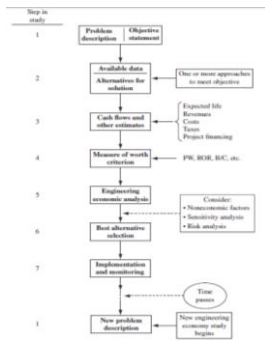 Step in
study
1
Problem
description
Objective
statement
2
Available data
Alternatives for
solution
One or more approaches
to meet objective
3
Cash flows and
other estimates
Expected life
Revenues
Costs
Taxes
Project financing
4
Measure of worth
criterion
PW, ROR, B/C, etc.
5
Engineering
economic analysis
Consider:
• Noneconomic factors
• Sensitivity analysis
• Risk analysis
6
Best alternative
selection
7
Implementation
and monitoring
Time
passes
1
New problem
description
New engineering
economy study
begins